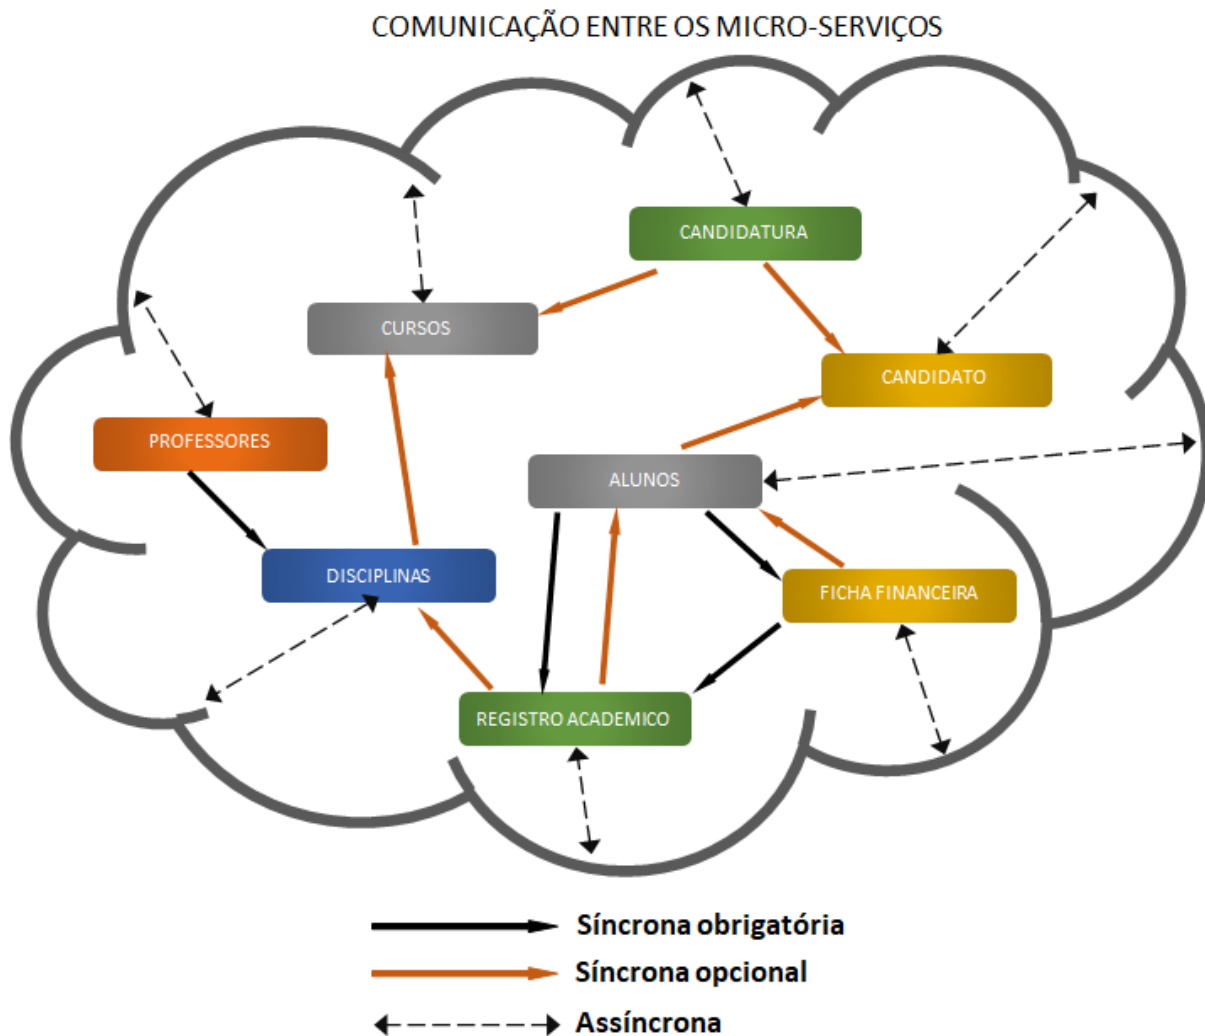 COMUNICAÇÃO ENTRE OS MICRO-SERVIÇOS
CANDIDATURA
CURSOS
CANDIDATO
PROFESSORES
ALUNOS
DISCIPLINAS
FICHA FINANCEIRA
REGISTRO ACADEMICO
Síncrona obrigatória
Síncrona opcional
Assíncrona